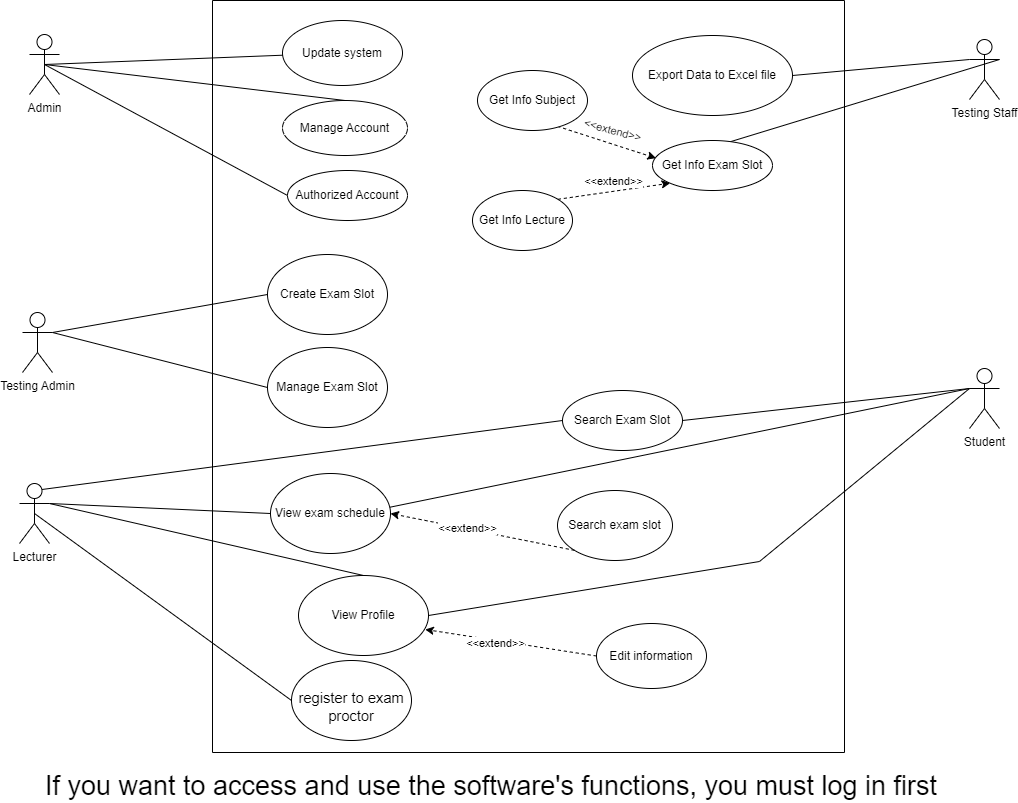 Update system
Export Data to Excel file
Admin
Testing Staff
Get Info Subject
Manage Account
<<extend>>
Get Info Exam Slot
<<extend>>
Authorized Account
Get Info Lecture
Create Exam Slot
Testing Admin
Manage Exam Slot
Search Exam Slot
Student
View exam schedule
Search exam slot
<<extend>>
Lecturer
View Profile
<<extend>>
Edit information
register to exam
proctor
If you want to access and use the software's functions, you must log in first